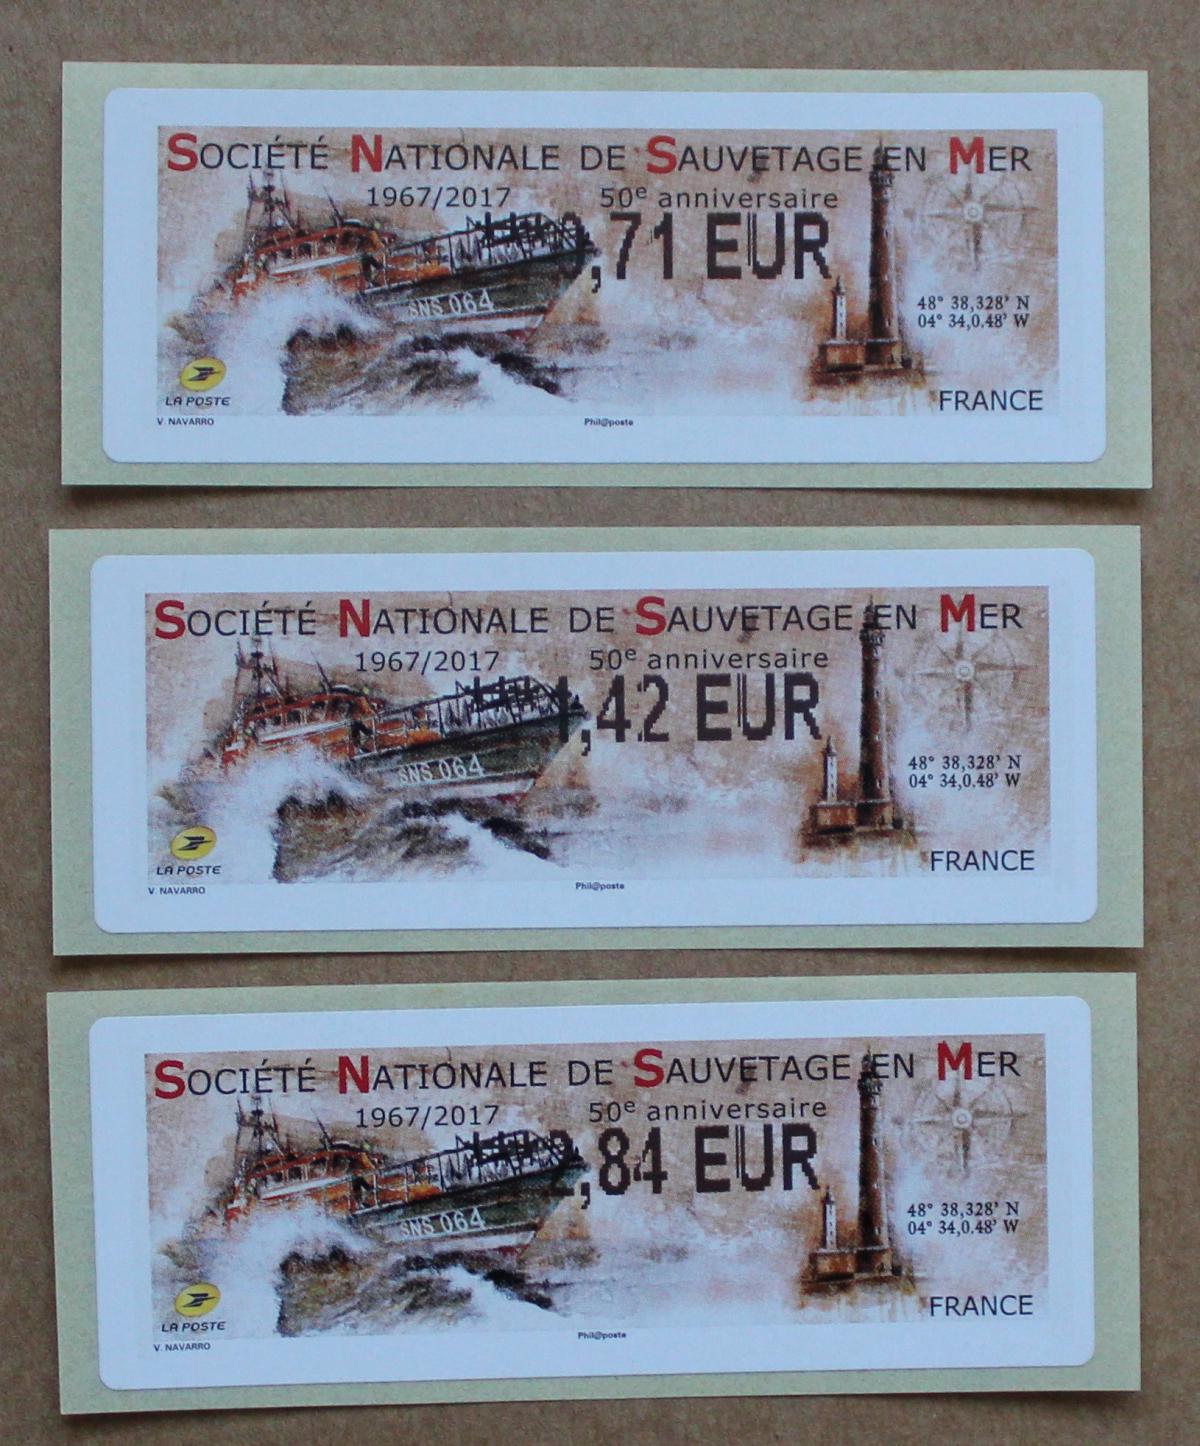 SOCIÉTÉ NATIONALE DE SAUVETAGE EN MER
1967/2017 50e anniversaire
0,71 EUR
SNS 064
48° 38,328' N
04° 34,0.48' W
LA POSTE
FRANCE
V. NAVARRO Phil@poste
SOCIÉTÉ NATIONALE DE SAUVETAGE EN MER
1967/2017 50e anniversaire
1,42 EUR
SNS 064
48° 38,328' N
04° 34,0.48' W
LA POSTE
FRANCE
V. NAVARRO Phil@poste
SOCIÉTÉ NATIONALE DE SAUVETAGE EN MER
1967/2017 50e anniversaire
2,84 EUR
SNS 064
48° 38,328' N
04° 34,0.48' W
LA POSTE
FRANCE
V. NAVARRO Phil@poste